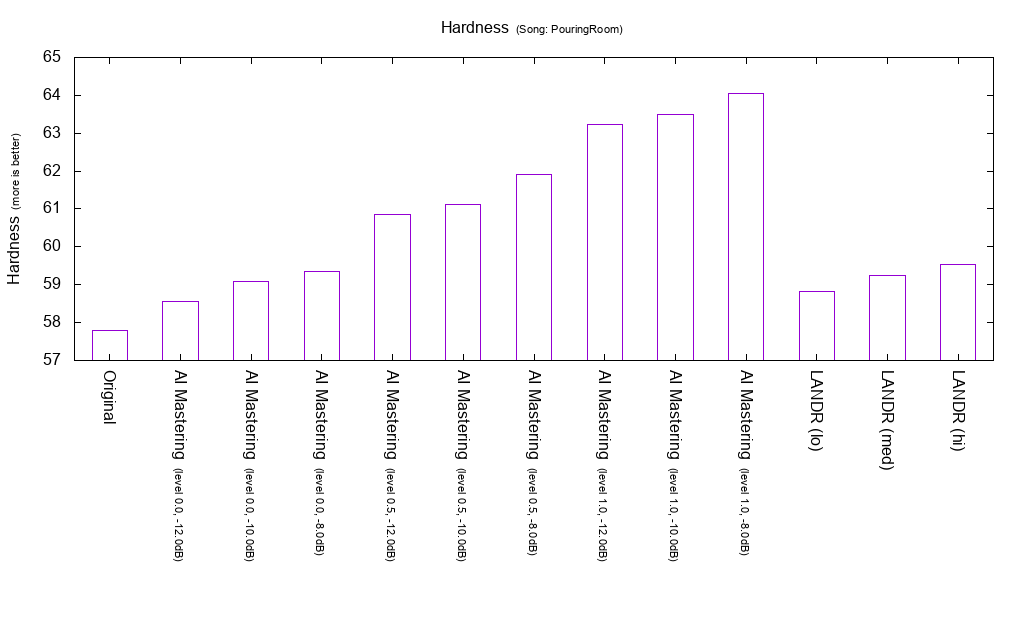 Hardness (Song: PouringRoom)
Hardness (more is better)
65
64
63
62
61
60
59
58
57
Original
AI Mastering (level 0.0, -12.0dB)
AI Mastering (level 0.0, -10.0dB)
AI Mastering (level 0.0, -8.0dB)
AI Mastering (level 0.5, -12.0dB)
AI Mastering (level 0.5, -10.0dB)
AI Mastering (level 0.5, -8.0dB)
AI Mastering (level 1.0, -12.0dB)
AI Mastering (level 1.0, -10.0dB)
AI Mastering (level 1.0, -8.0dB)
LANDR (lo)
LANDR (med)
LANDR (hi)